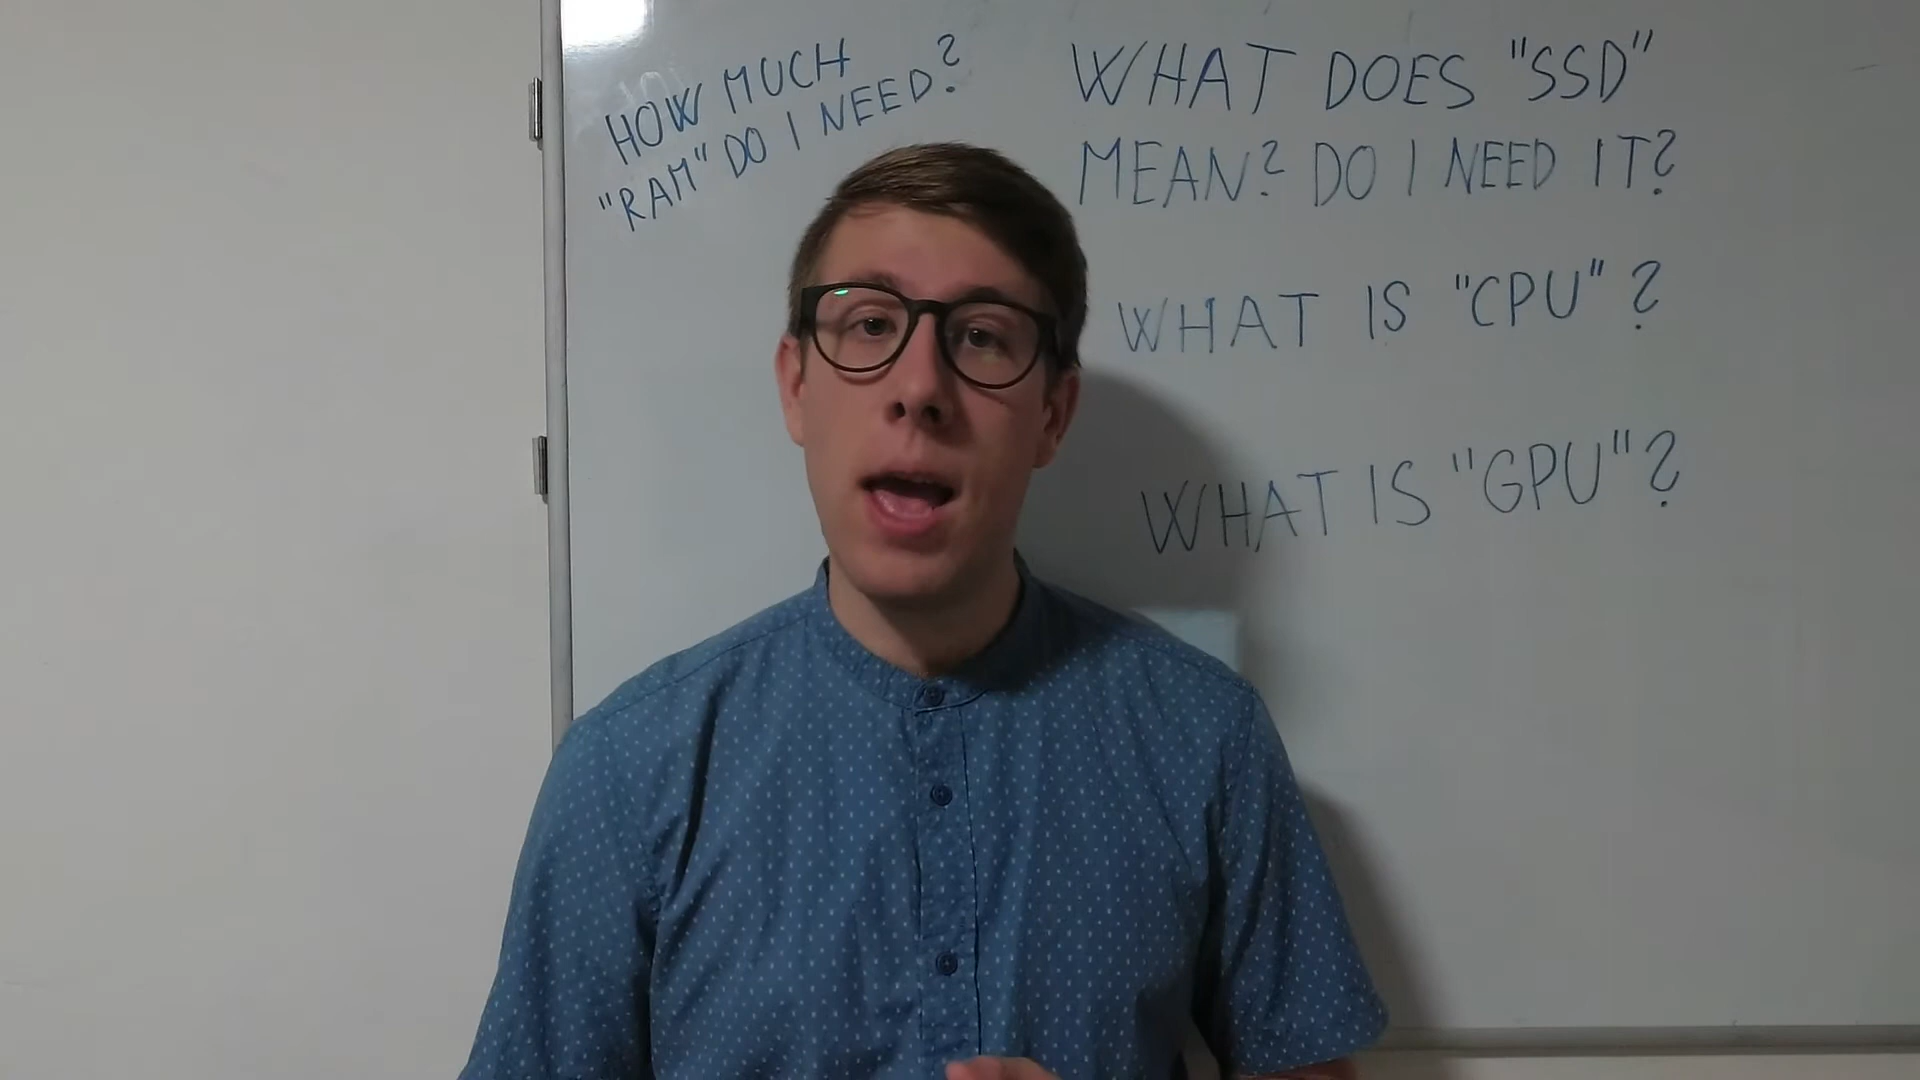 HOW MUCH
"RAM" DO I NEED?
WHAT DOES "SSD"
MEAN? DO I NEED IT?
WHAT IS "CPU"?
WHAT IS "GPU"?